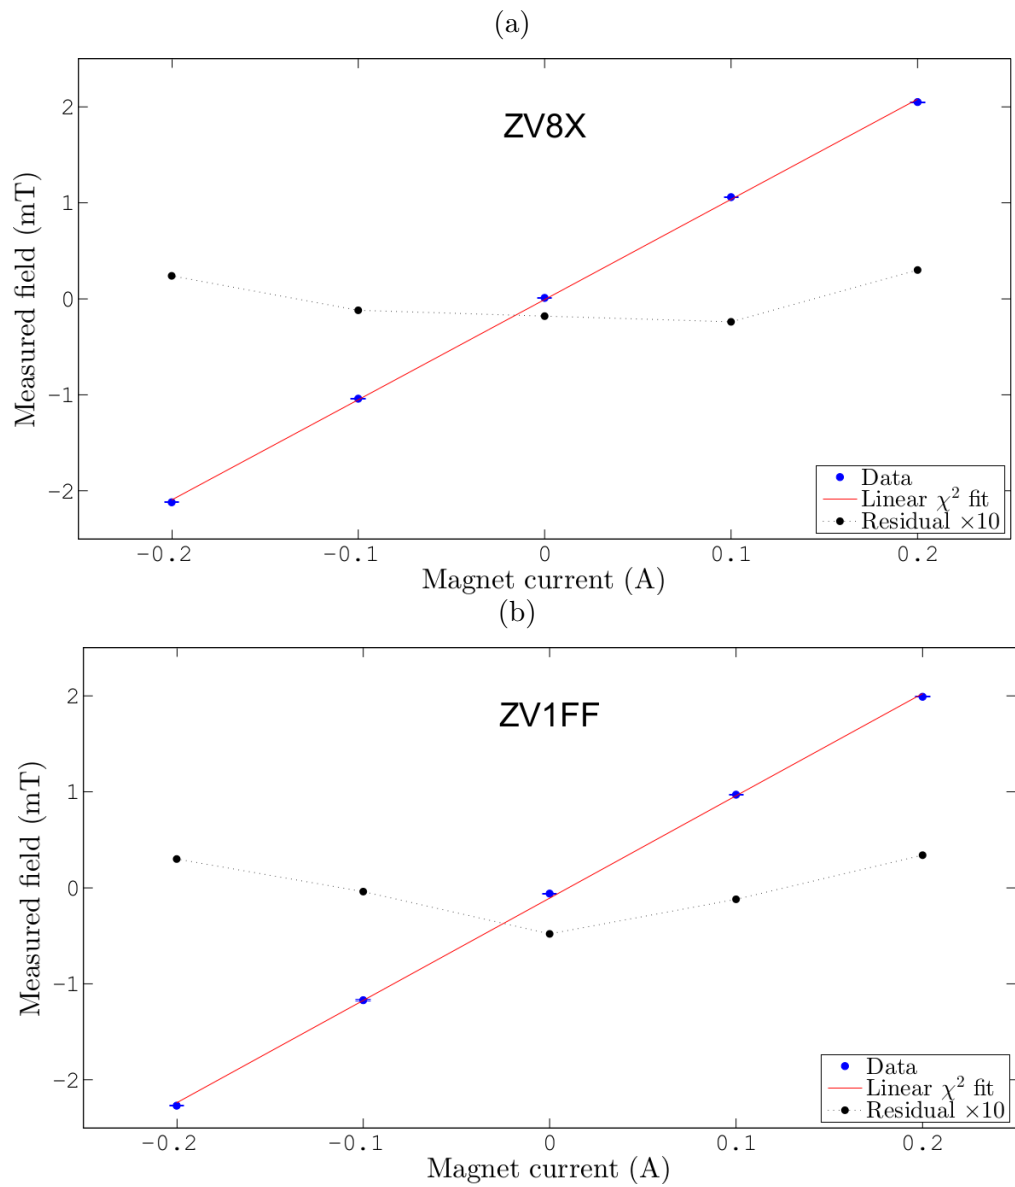 (a)
ZV8X
Measured field (mT)
2
1
0
−1
−2
Data
Linear χ² fit
Residual ×10
−0.2 −0.1 0 0.1 0.2
Magnet current (A)
(b)
ZV1FF
Measured field (mT)
2
1
0
−1
−2
Data
Linear χ² fit
Residual ×10
−0.2 −0.1 0 0.1 0.2
Magnet current (A)